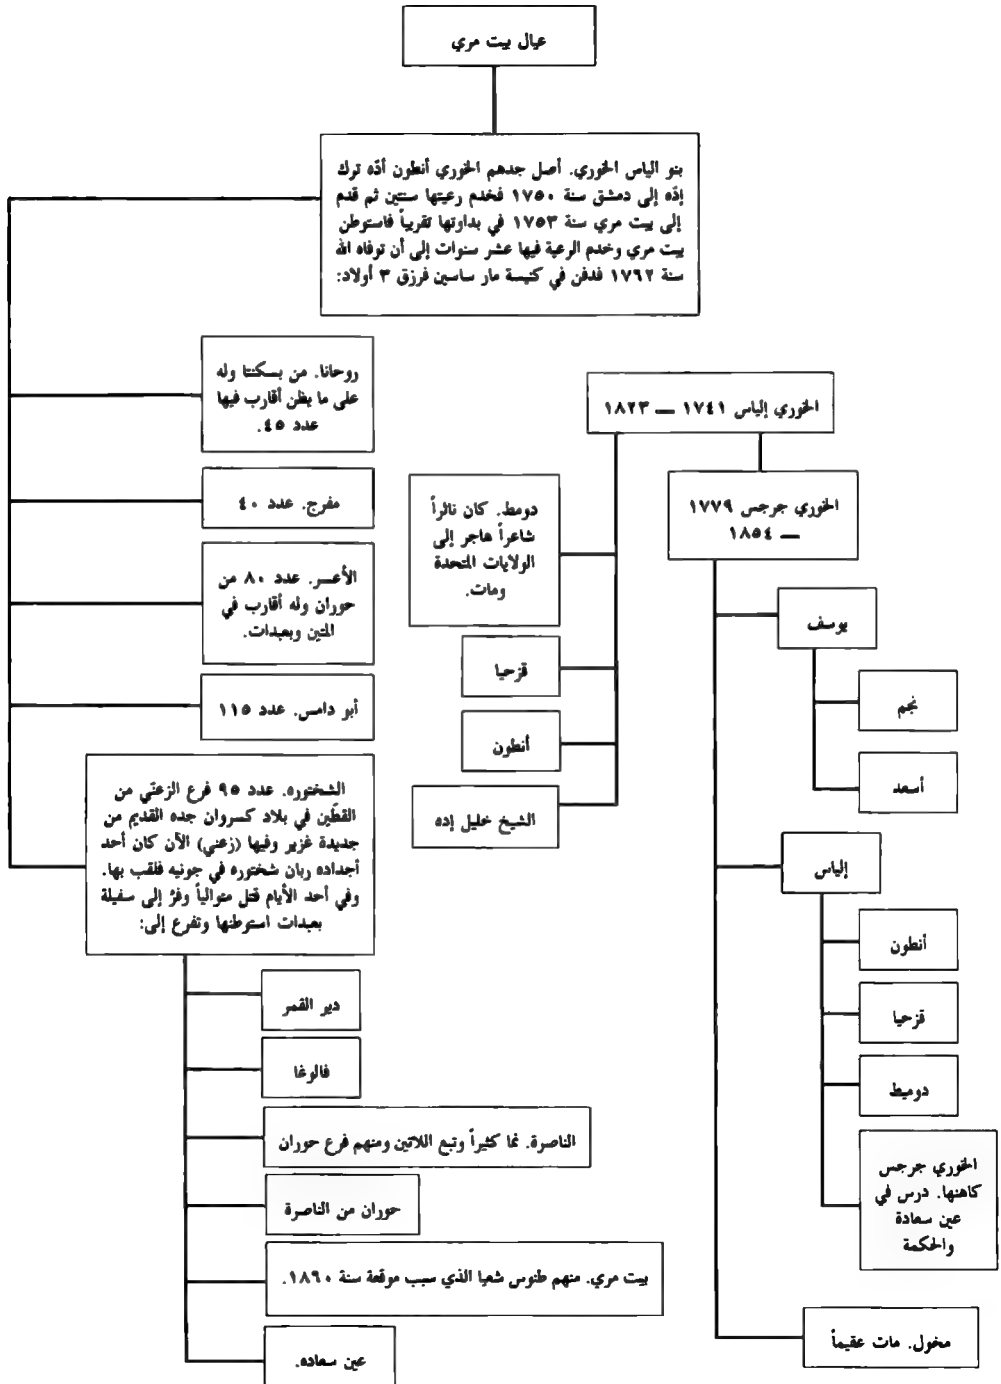 عيال بيت مري
بنو الياس الخوري. أصل جدهم الخوري أنطون أدّه ترك
إدّه إلى دمشق سنة ١٧٥٠ فخدم رعيتها سنتين ثم قدم
إلى بيت مري سنة ١٧٥٣ في بداوتها تقريباً فاستوطن
بيت مري وخدم الرعية فيها عشر سنوات إلى أن توفاه الله
سنة ١٧٦٢ فدفن في كنيسة مار ساسين فرزق ٣ أولاد:
الخوري إلياس ١٧٤١ — ١٨٢٣
الخوري جرجس ١٧٧٩
— ١٨٥٤
يوسف
نجم
أسعد
إلياس
أنطون
قزحيا
دوميط
الخوري جرجس
كاهنها. درس في
عين سعادة
والحكمة
مخول. مات عقيماً
دومط. كان ناثراً
شاعراً هاجر إلى
الولايات المتحدة
ومات.
قزحيا
أنطون
الشيخ خليل إده
روحانا. من بسكنتا وله
على ما يظن أقارب فيها
عدد ٤٥.
مفرج. عدد ٤٠
الأعسر. عدد ٨٠ من
حوران وله أقارب في
المتين وبعبدات.
أبو دامس. عدد ١١٥
الشختوره. عدد ٩٥ فرع الزعنّي من
القطّين في بلاد كسروان جده القديم من
جديدة غزير وفيها (زعني) الآن كان أحد
أجداده ربان شختوره في جونيه فلقب بها.
وفي أحد الأيام قتل متوالياً وفرّ إلى سفيلة
بعبدات استوطنها وتفرع إلى:
دير القمر
فالوغا
الناصرة. نما كثيراً وتبع اللاتين ومنهم فرع حوران
حوران من الناصرة
بيت مري. منهم طنوس شعيا الذي سبب موقعة سنة ١٨٦٠.
عين سعاده.